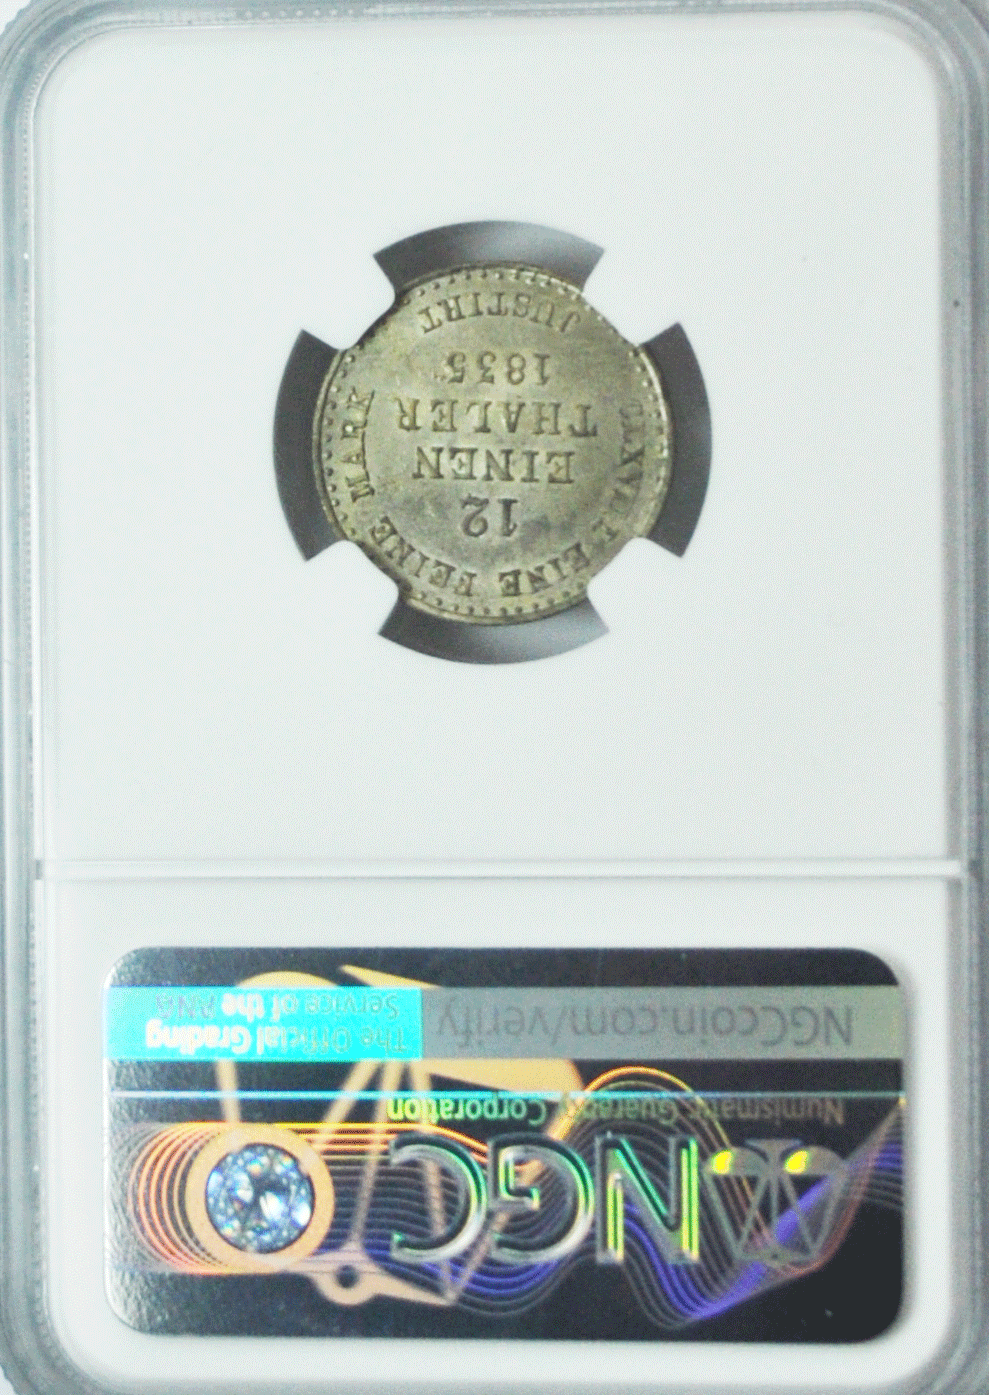 NGC
Numismatic Guaranty Corporation
NGCcoin.com/verify
The Official Grading
Service of the ANA
EINE FEINE MARK
12
EINEN
THALER
1835
JUSTIRT